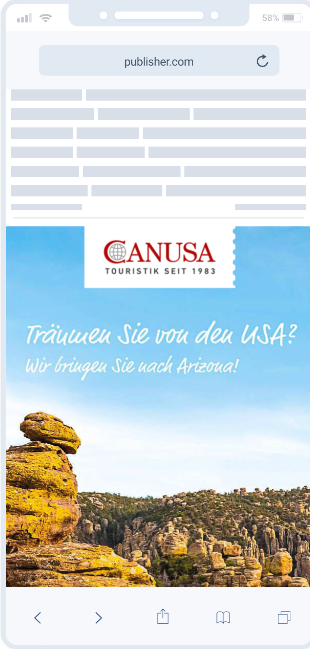 58%
publisher.com
CANUSA
TOURISTIK SEIT 1983
Träumen Sie von den USA?
Wir bringen Sie nach Arizona!